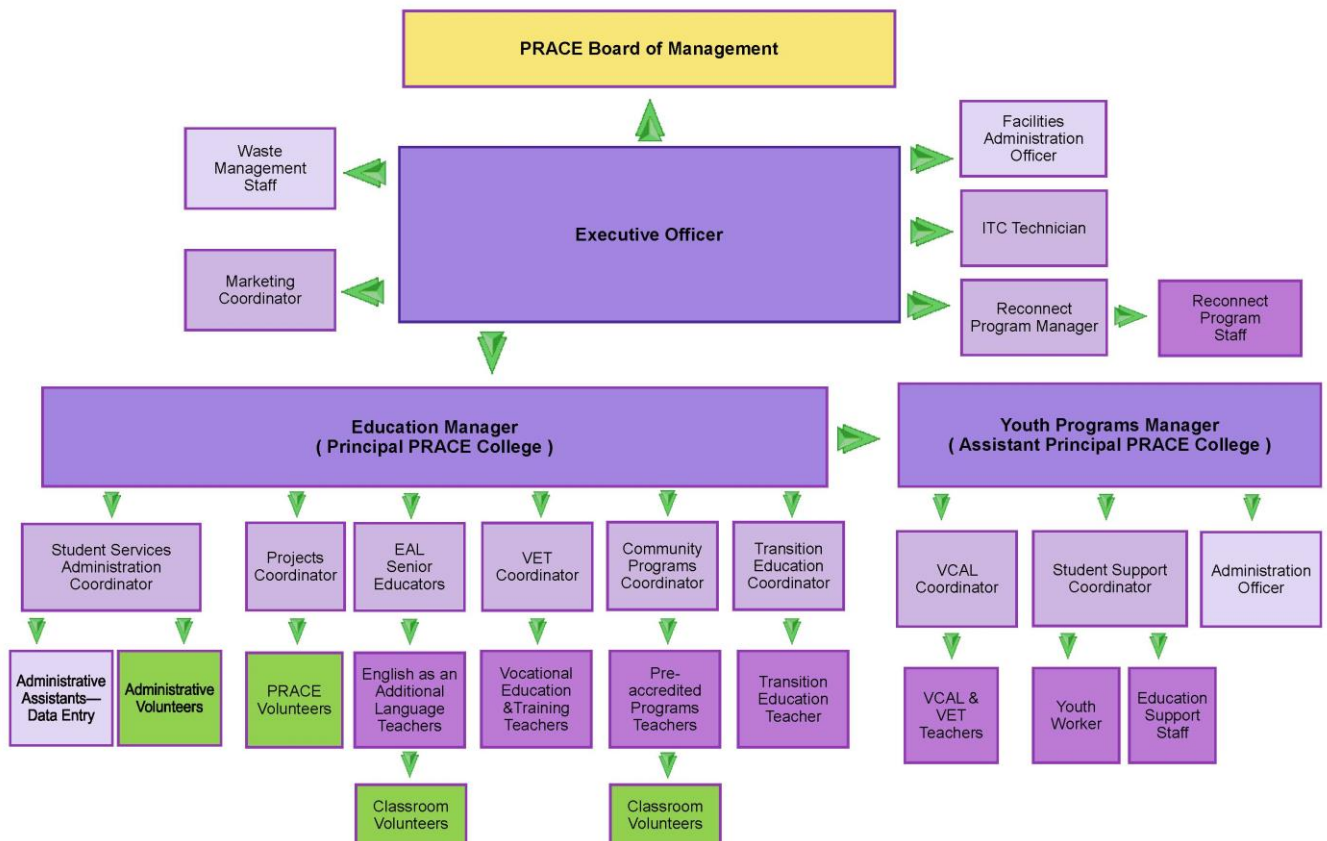 PRACE Board of Management
Waste
Management
Staff
Facilities
Administration
Officer
Executive Officer
ITC Technician
Marketing
Coordinator
Reconnect
Program Manager
Reconnect
Program
Staff
Education Manager
( Principal PRACE College )
Youth Programs Manager
( Assistant Principal PRACE College )
Student Services
Administration
Coordinator
Projects
Coordinator
EAL
Senior
Educators
VET
Coordinator
Community
Programs
Coordinator
Transition
Education
Coordinator
VCAL
Coordinator
Student Support
Coordinator
Administration
Officer
Administrative
Assistants—
Data Entry
Administrative
Volunteers
PRACE
Volunteers
English as an
Additional
Language
Teachers
Vocational
Education
&Training
Teachers
Pre-
accredited
Programs
Teachers
Transition
Education
Teacher
VCAL &
VET
Teachers
Youth
Worker
Education
Support
Staff
Classroom
Volunteers
Classroom
Volunteers